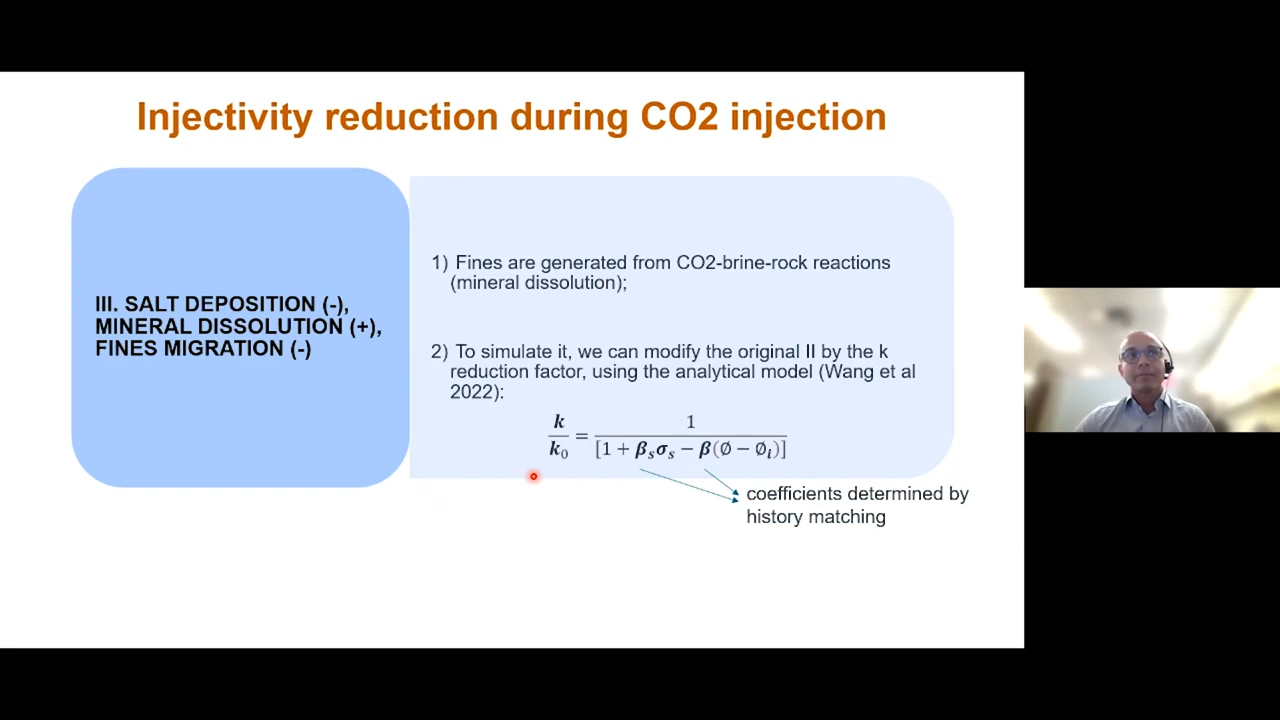 Injectivity reduction during CO2 injection
III. SALT DEPOSITION (-),
MINERAL DISSOLUTION (+),
FINES MIGRATION (-)
1) Fines are generated from CO2-brine-rock reactions
(mineral dissolution);
2) To simulate it, we can modify the original II by the k
reduction factor, using the analytical model (Wang et al
2022):
k/k₀ = 1/[1 + βₛσₛ − β(∅ − ∅ᵢ)]
coefficients determined by
history matching